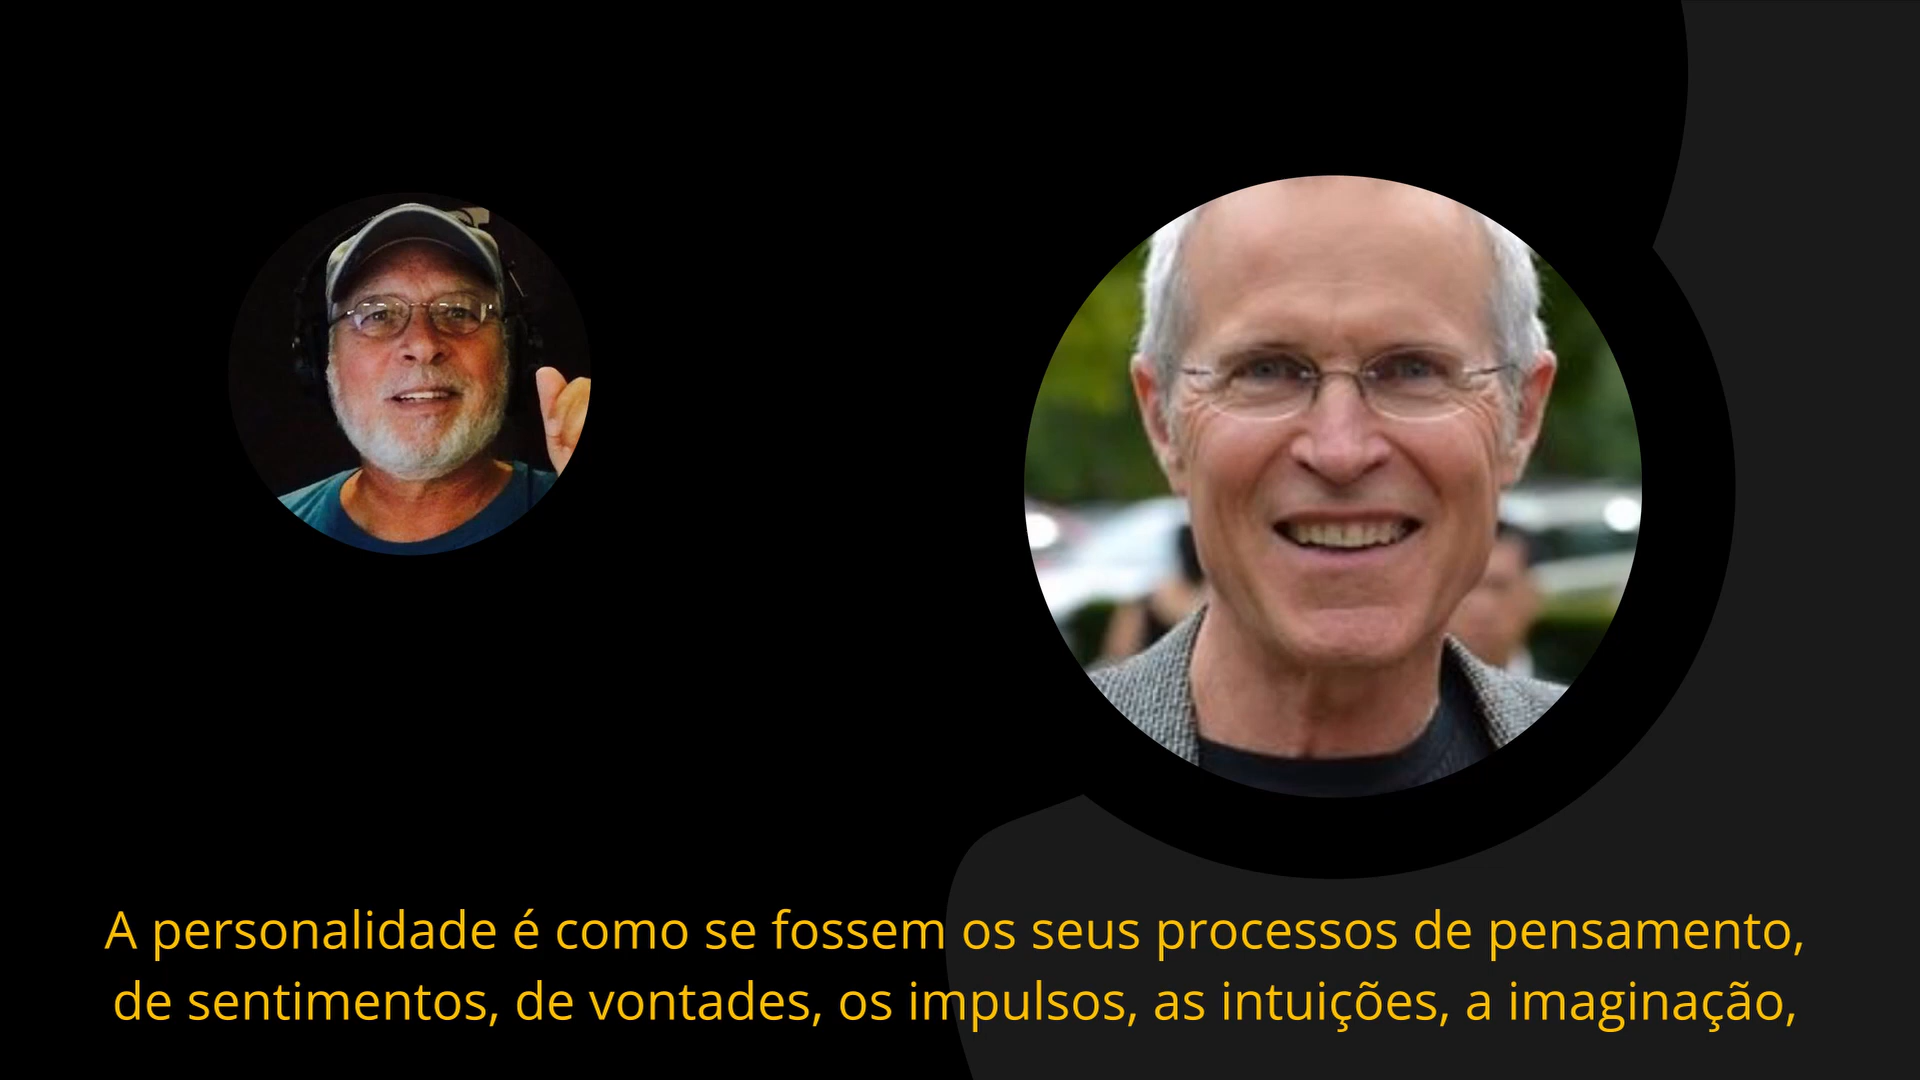 A personalidade é como se fossem os seus processos de pensamento,
de sentimentos, de vontades, os impulsos, as intuições, a imaginação,